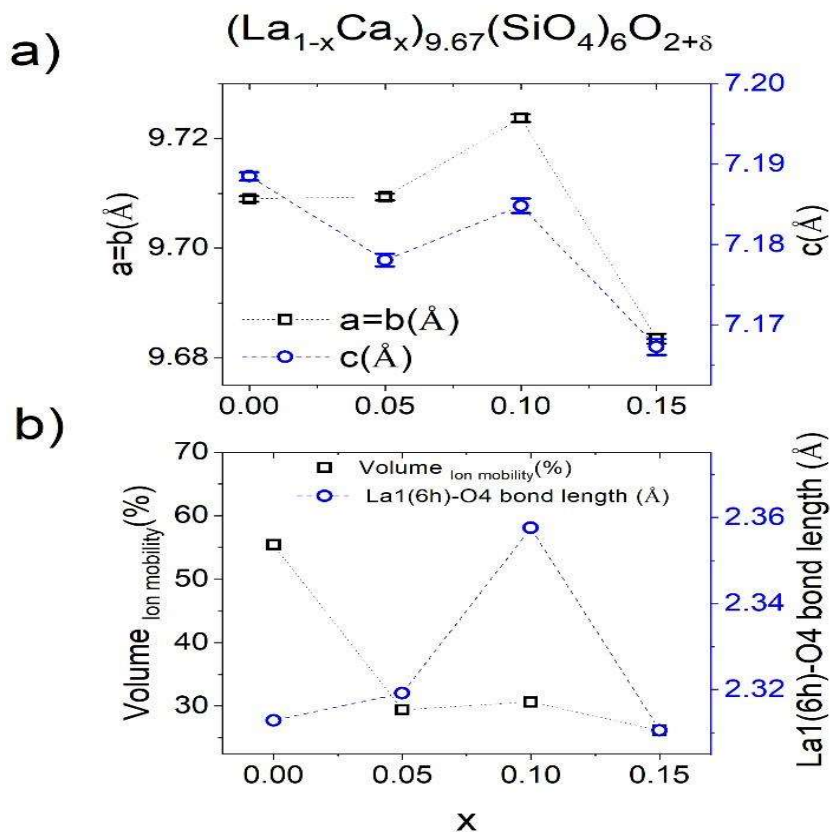 (La₁₋ₓCaₓ)₉.₆₇(SiO₄)₆O₂₊δ
a)
7.20
9.72
7.19
a=b(Å)
9.70
7.18
c(Å)
a=b(Å)
7.17
9.68
c(Å)
0.00 0.05 0.10 0.15
b)
70
Volume Ion mobility(%)
La1(6h)-O4 bond length (Å)
60
2.36
50
2.34
Volume Ion mobility(%)
La1(6h)-O4 bond length (Å)
40
2.32
30
0.00 0.05 0.10 0.15
x